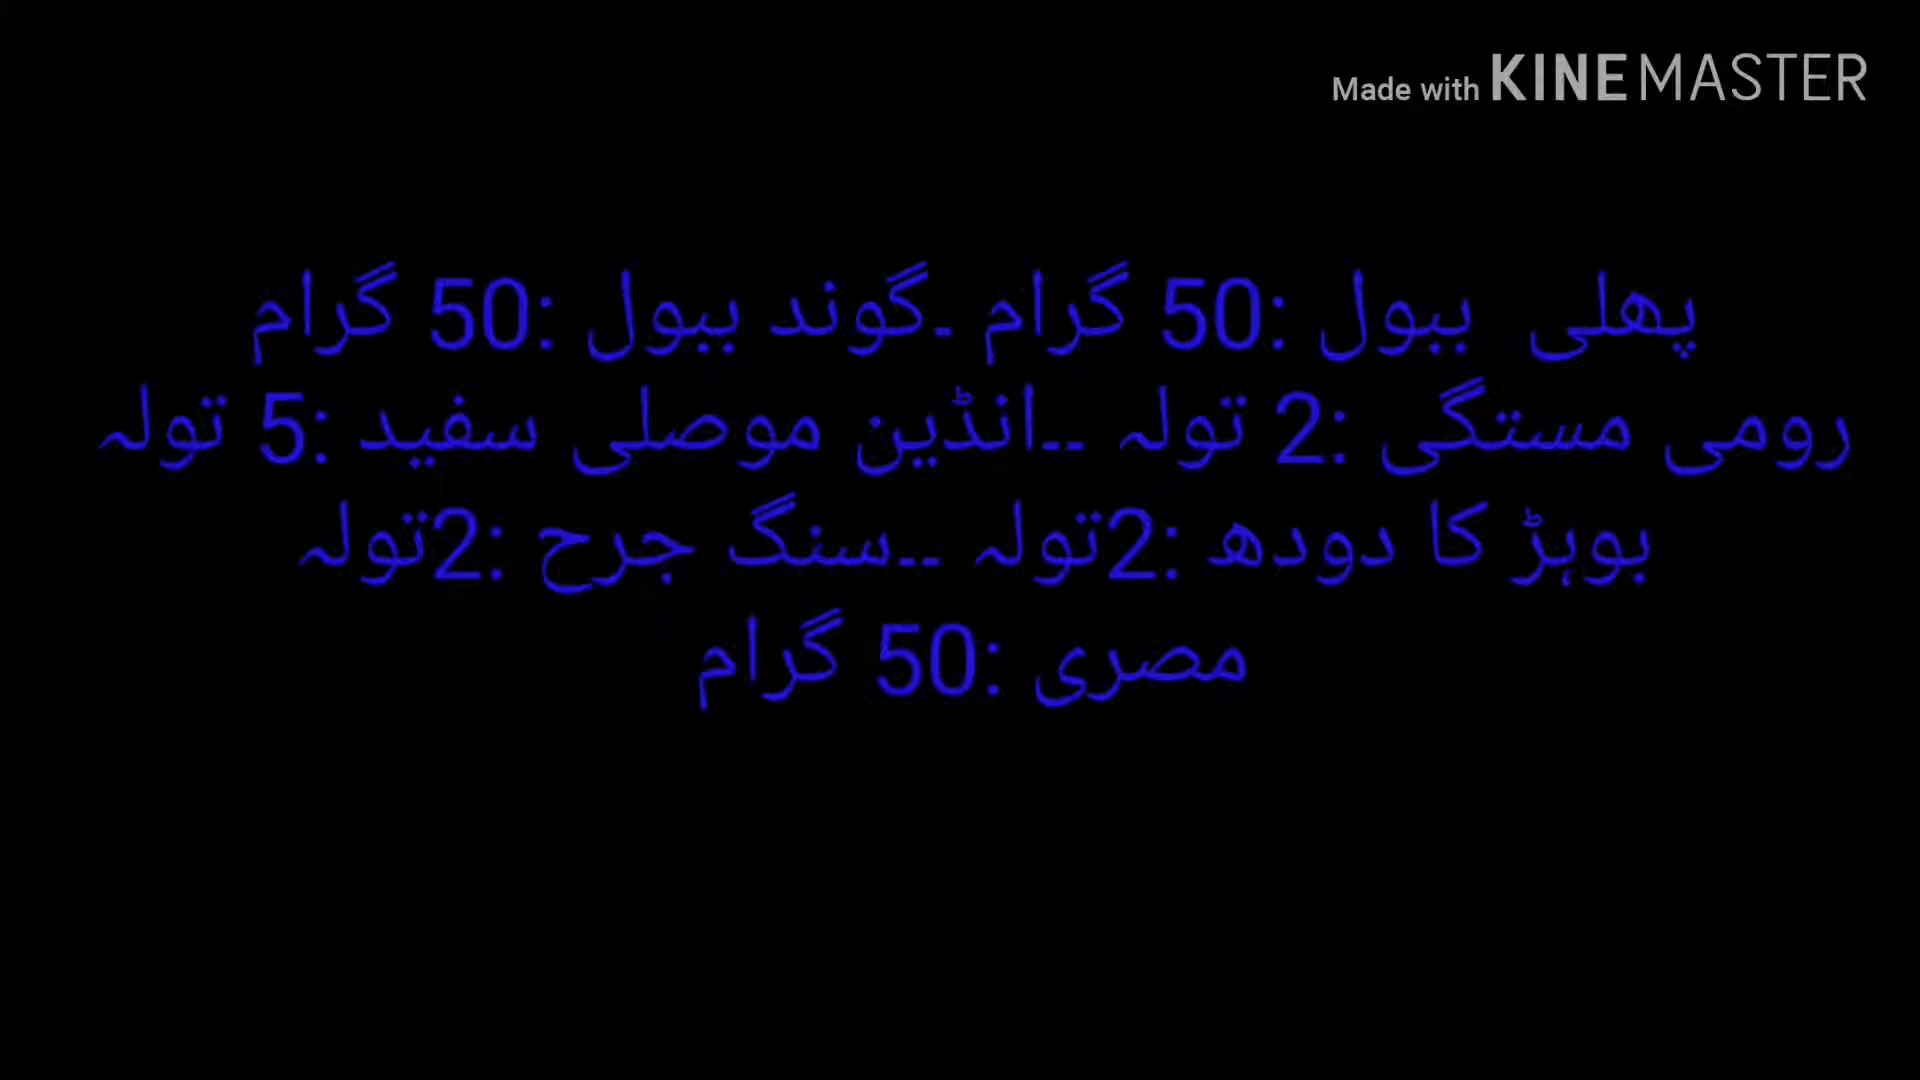 Made with KINEMASTER
پھلی ببول :50 گرام ۔گوند ببول :50 گرام
رومی مستگی :2 تولہ ۔۔انڈین موصلی سفید :5 تولہ
بوہڑ کا دودھ :2تولہ ۔۔سنگ جرح :2تولہ
مصری :50 گرام